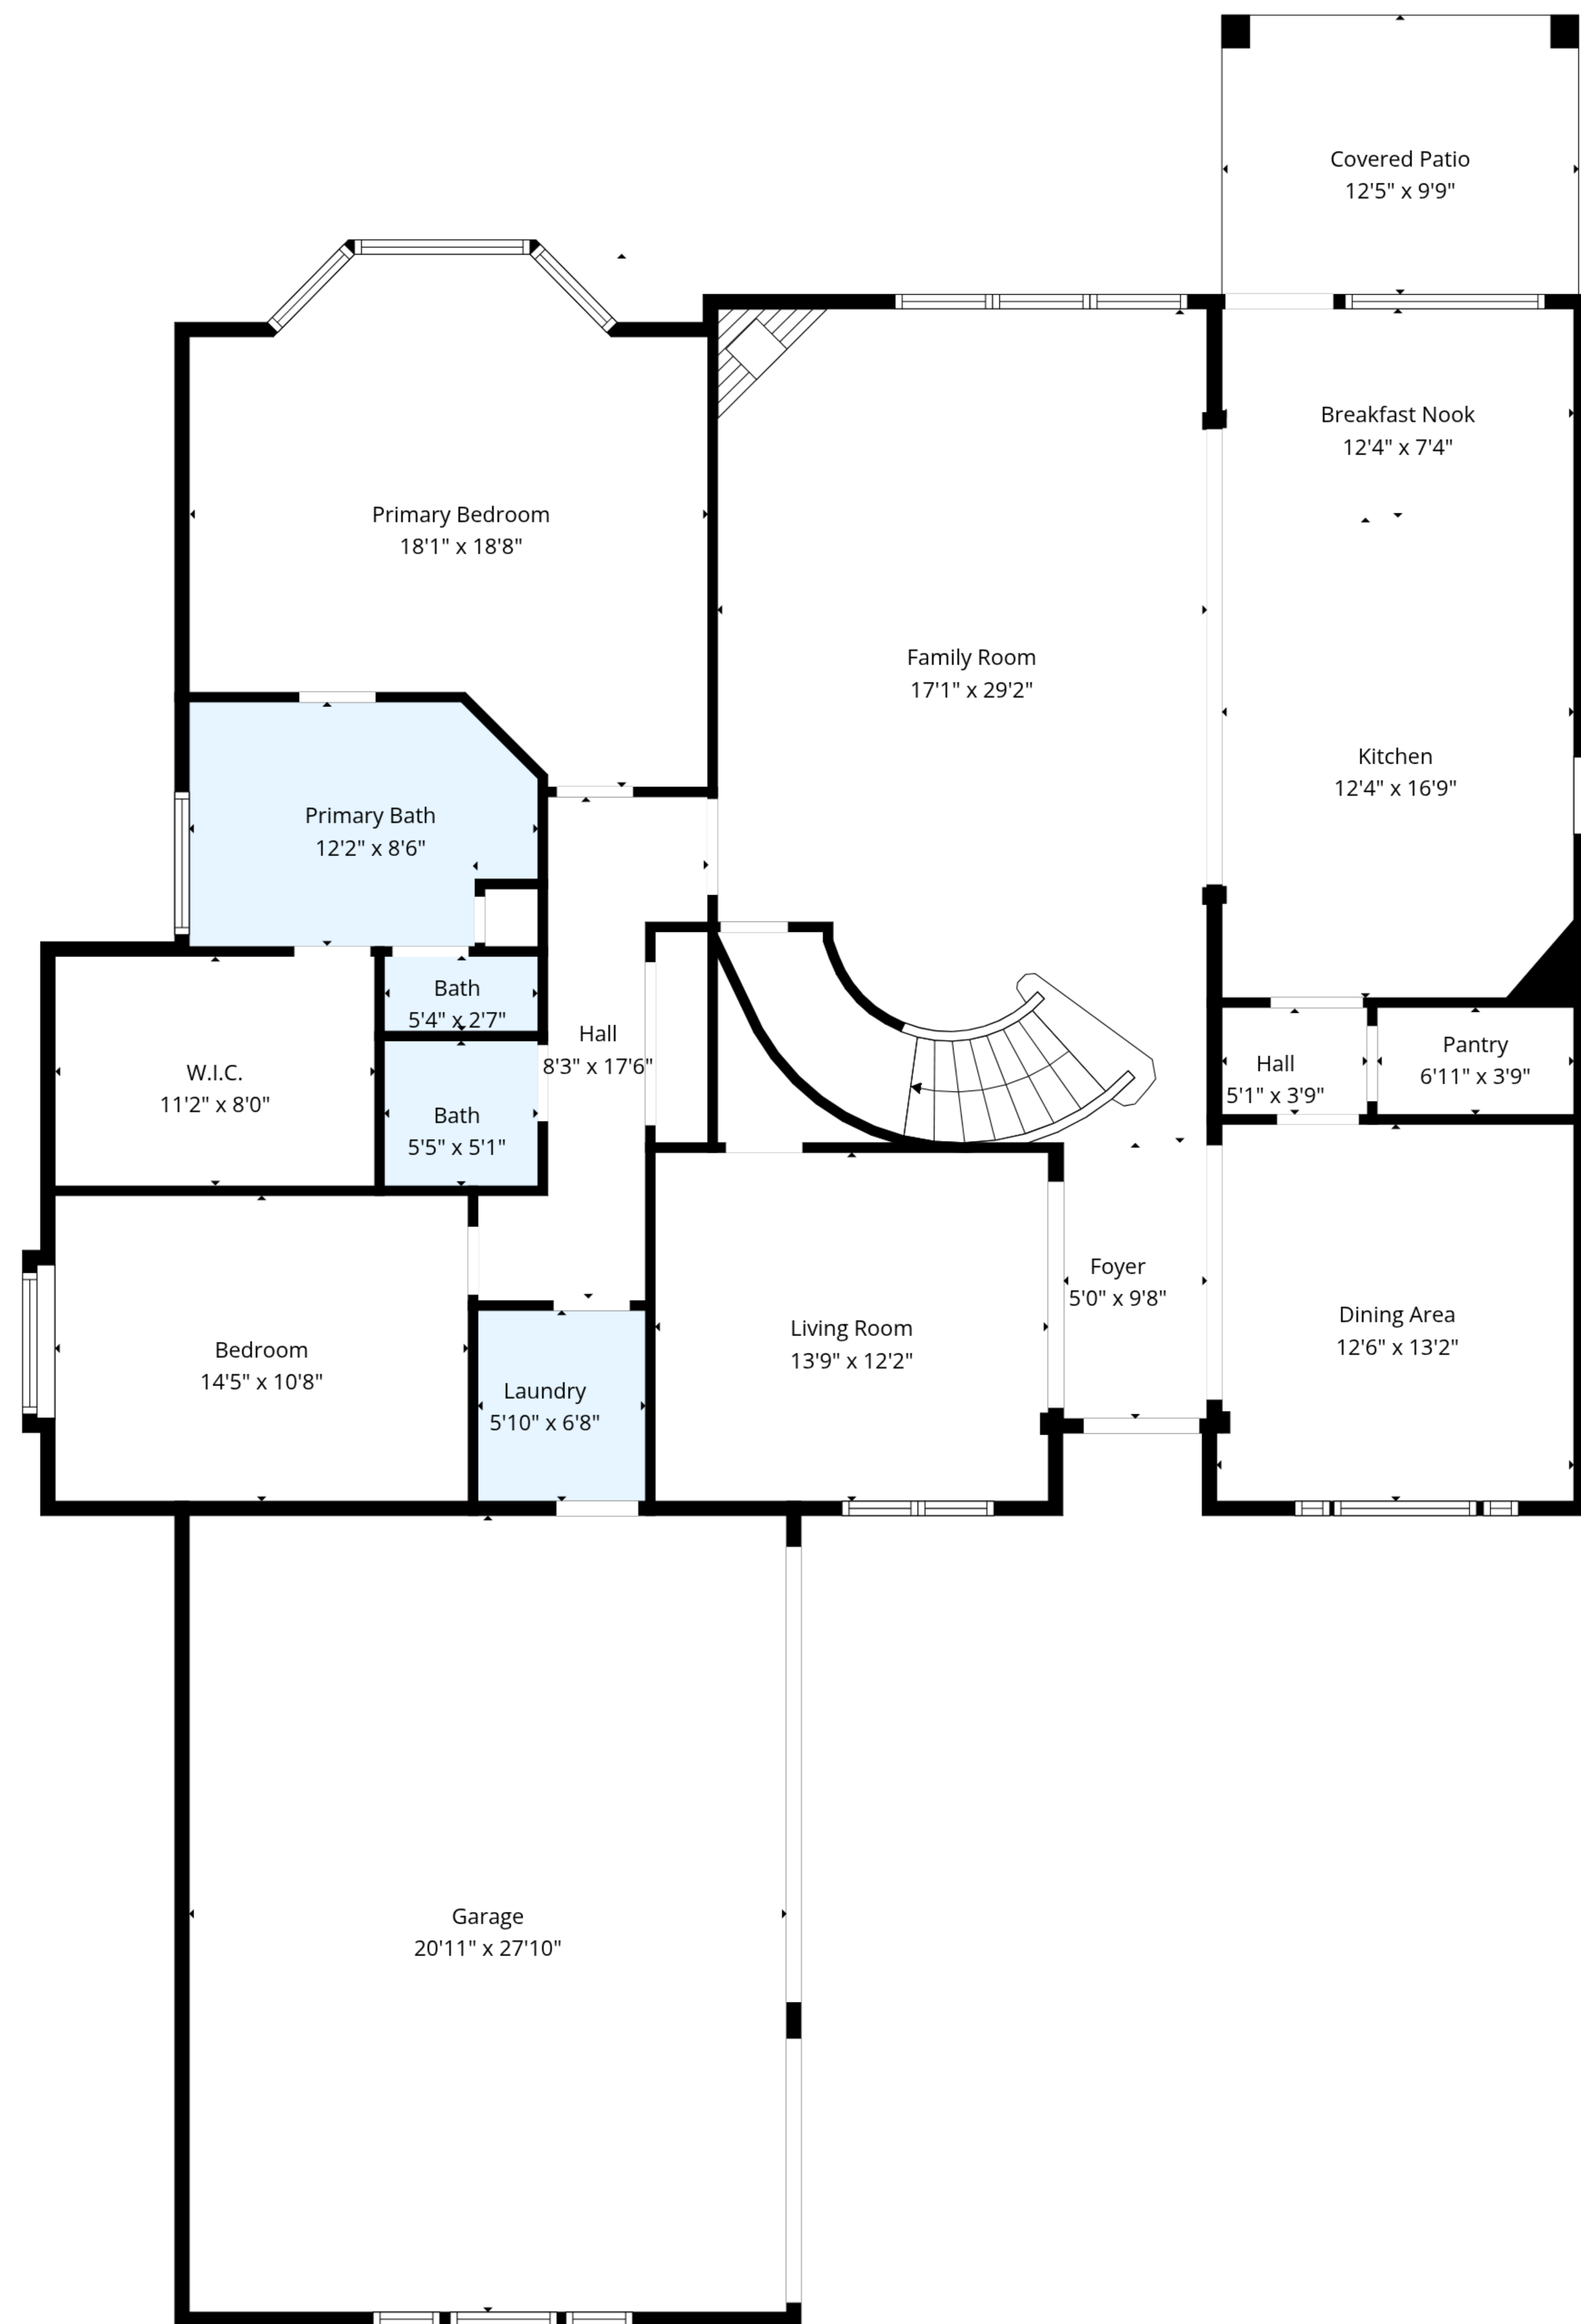 Covered Patio
12'5" x 9'9"
Breakfast Nook
12'4" x 7'4"
Primary Bedroom
18'1" x 18'8"
Family Room
17'1" x 29'2"
Kitchen
12'4" x 16'9"
Primary Bath
12'2" x 8'6"
Bath
5'4" x 2'7"
Hall
8'3" x 17'6"
W.I.C.
11'2" x 8'0"
Bath
5'5" x 5'1"
Hall
5'1" x 3'9"
Pantry
6'11" x 3'9"
Foyer
5'0" x 9'8"
Dining Area
12'6" x 13'2"
Living Room
13'9" x 12'2"
Bedroom
14'5" x 10'8"
Laundry
5'10" x 6'8"
Garage
20'11" x 27'10"